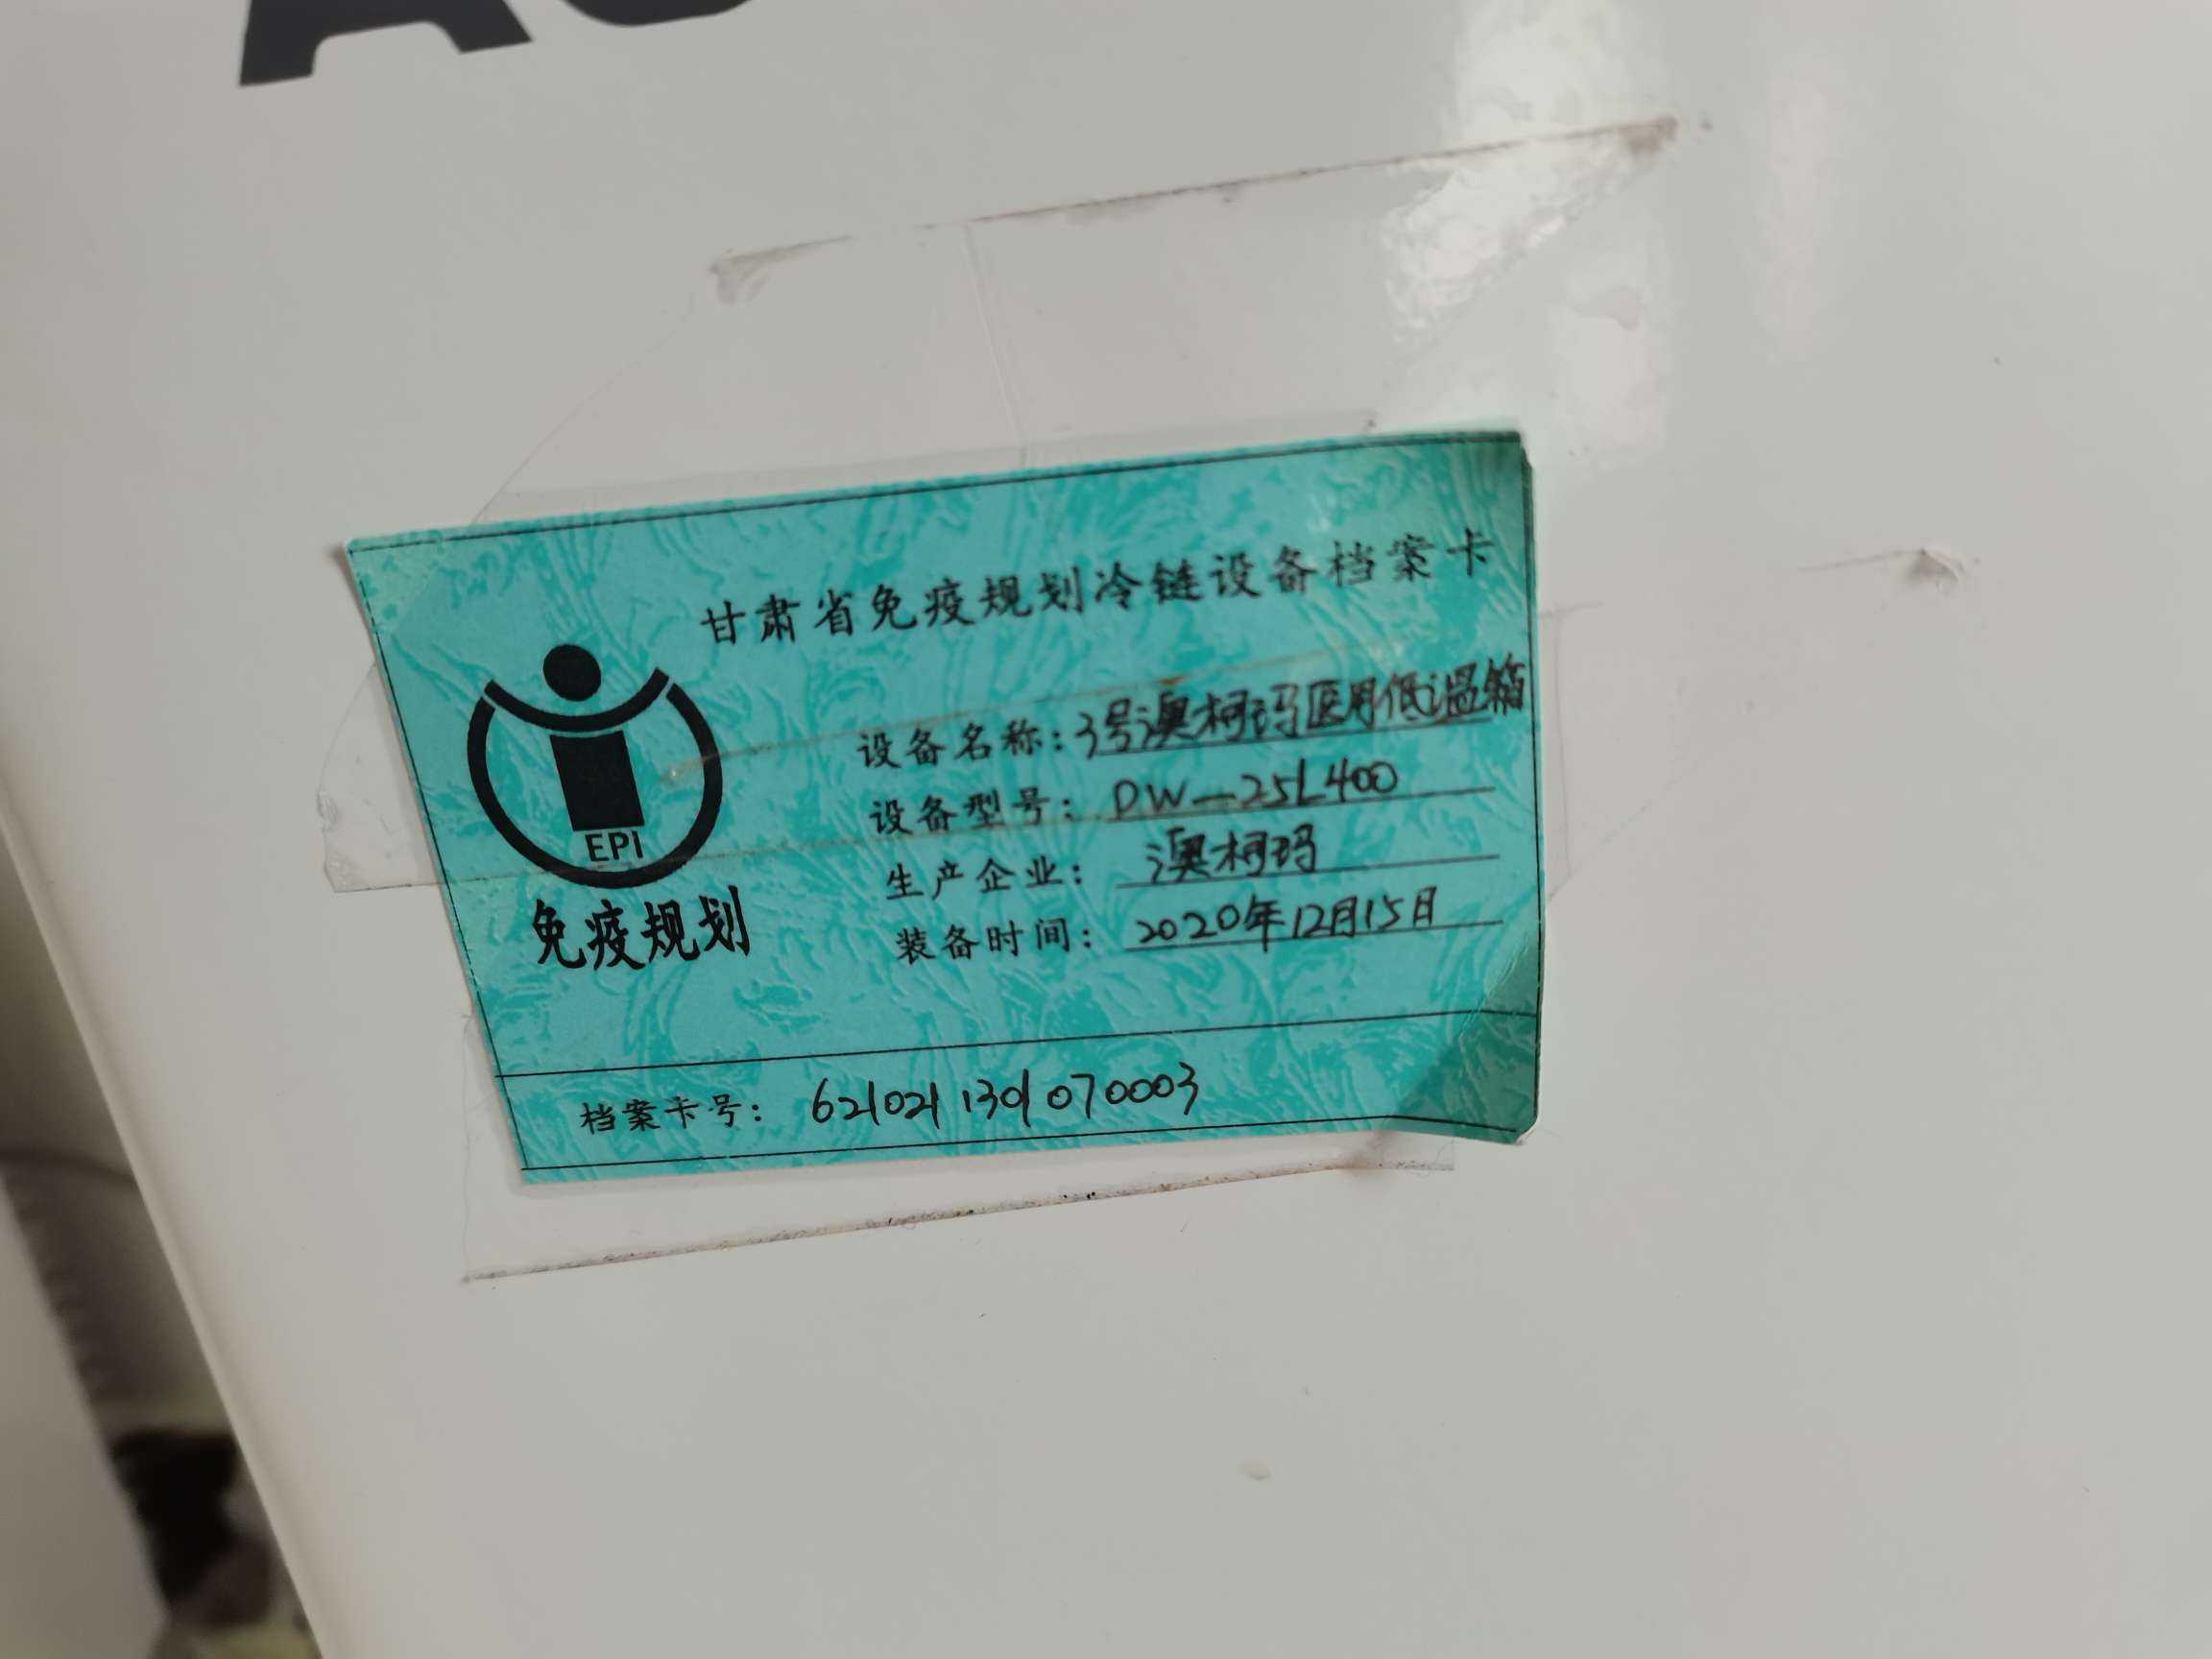 甘肃省免疫规划冷链设备档案卡
设备名称:3号澳柯玛医用低温箱
设备型号:DW—25L400
生产企业:澳柯玛
装备时间:2020年12月15日
EPI
免疫规划
档案卡号:621021301070003